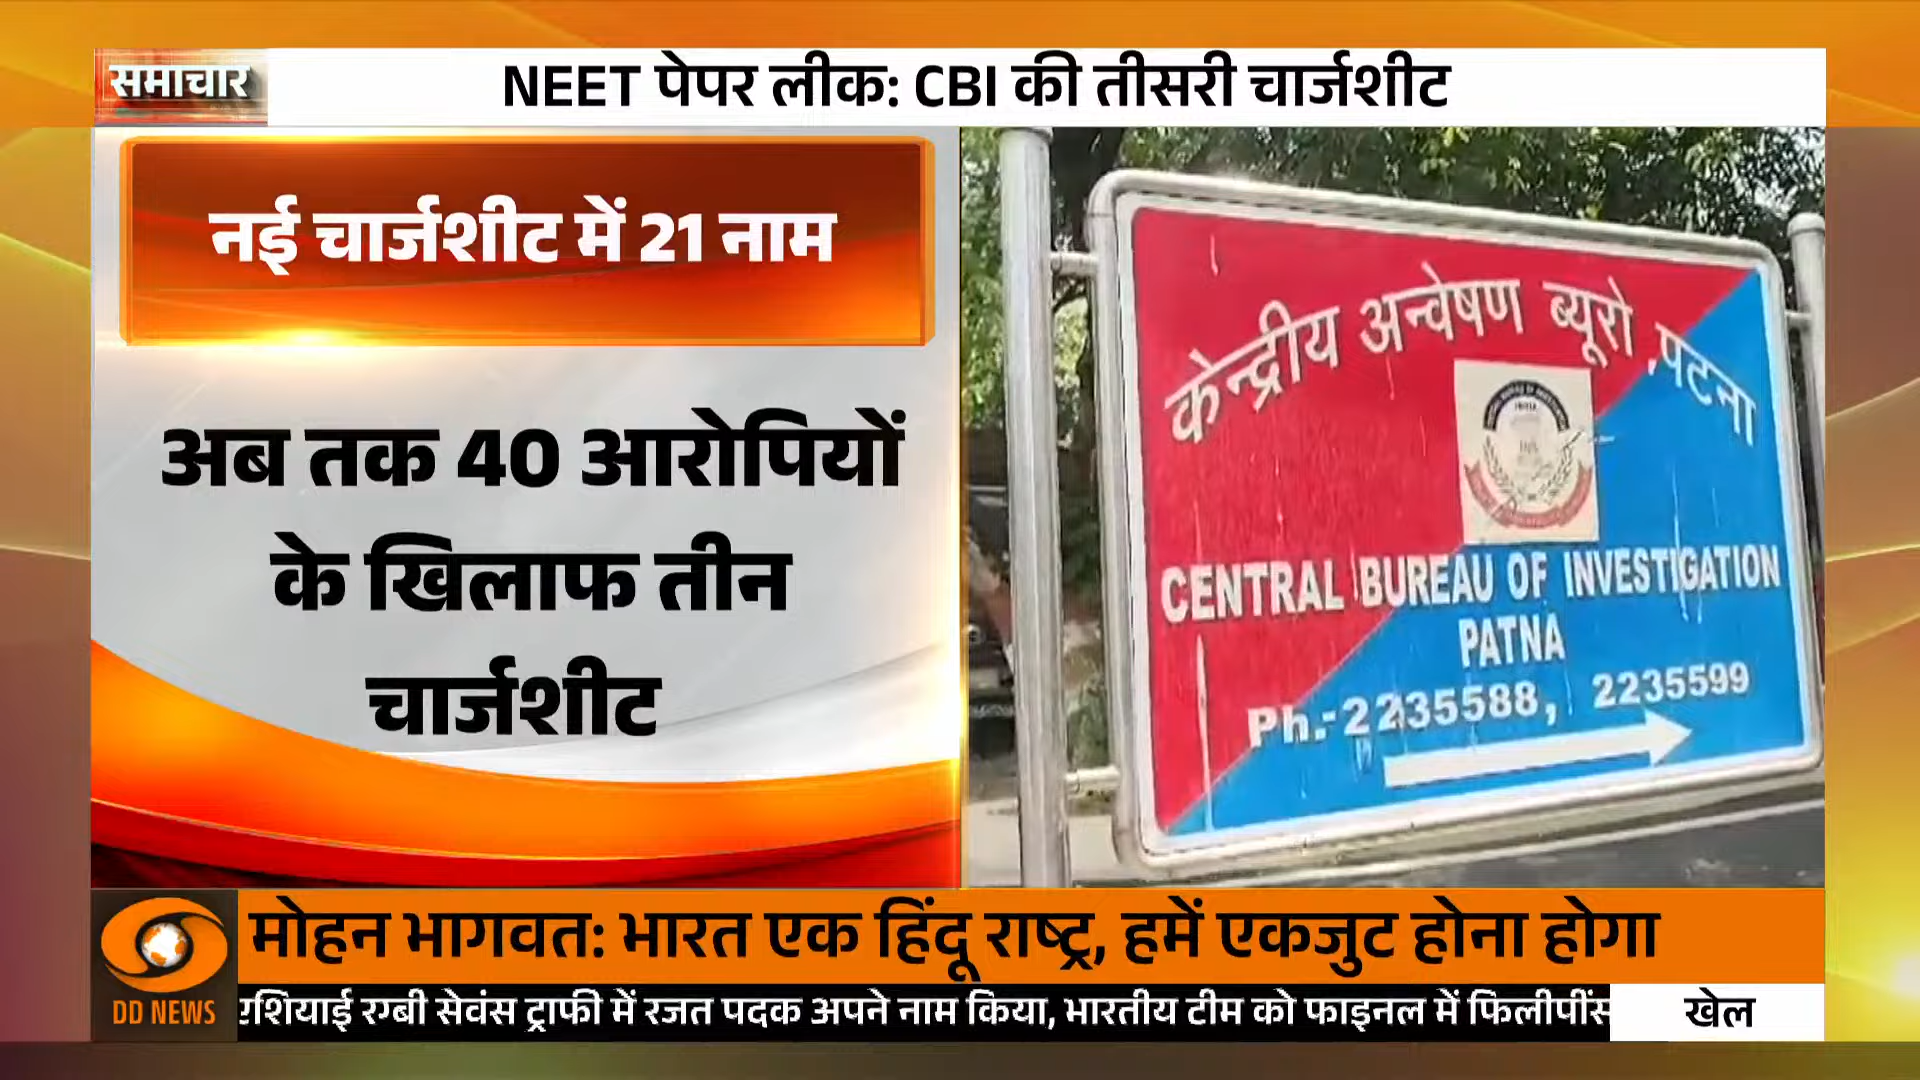 समाचार
NEET पेपर लीक: CBI की तीसरी चार्जशीट
नई चार्जशीट में 21 नाम
अब तक 40 आरोपियों
के खिलाफ तीन
चार्जशीट
केन्द्रीय अन्वेषण ब्यूरो, पटना
CENTRAL BUREAU OF INVESTIGATION
PATNA
Ph.-2235588, 2235599
मोहन भागवत: भारत एक हिंदू राष्ट्र, हमें एकजुट होना होगा
DD NEWS
एशियाई रग्बी सेवंस ट्राफी में रजत पदक अपने नाम किया, भारतीय टीम को फाइनल में फिलीपींस
खेल